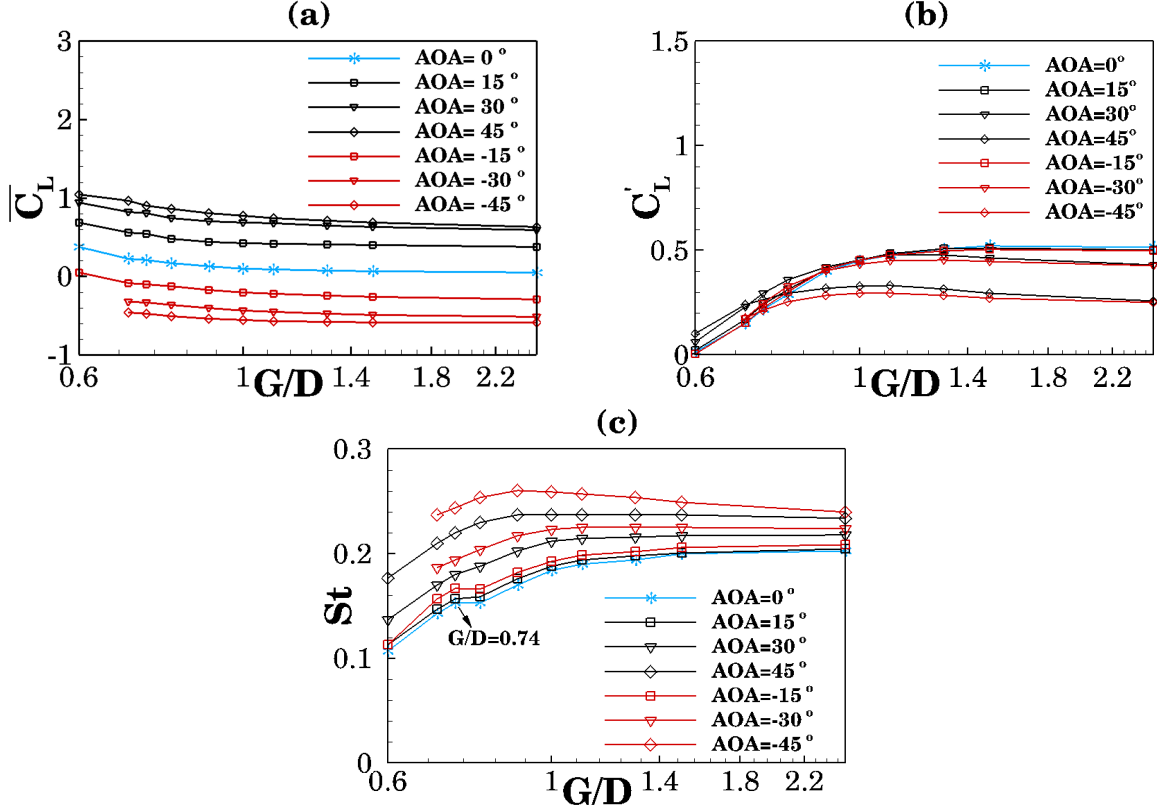 (a)
3
2
1
0
-1
C̅_L
0.6
1
1.4
1.8
2.2
G/D
AOA= 0 °
AOA= 15 °
AOA= 30 °
AOA= 45 °
AOA= -15 °
AOA= -30 °
AOA= -45 °
(b)
1.5
1
0.5
0
C'_L
0.6
1
1.4
1.8
2.2
G/D
AOA=0°
AOA=15°
AOA=30°
AOA=45°
AOA=-15°
AOA=-30°
AOA=-45°
(c)
0.3
0.2
0.1
0
St
0.6
1
1.4
1.8
2.2
G/D
G/D=0.74
AOA=0°
AOA=15°
AOA=30°
AOA=45°
AOA=-15°
AOA=-30°
AOA=-45°